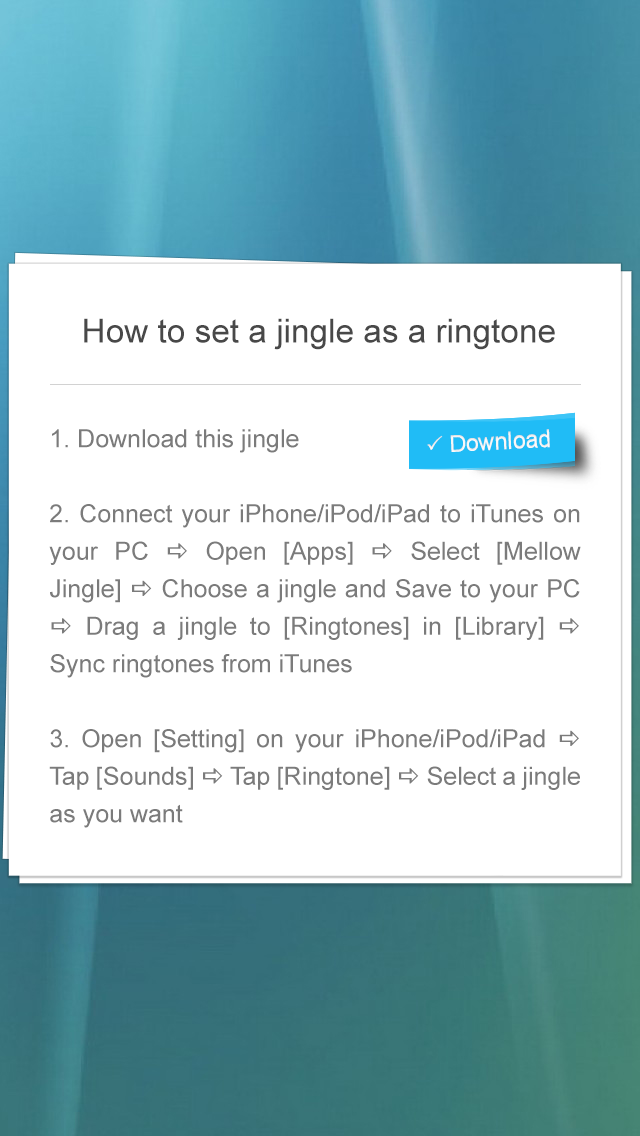 How to set a jingle as a ringtone
1. Download this jingle
✓ Download
2. Connect your iPhone/iPod/iPad to iTunes on
your PC ⇨ Open [Apps] ⇨ Select [Mellow
Jingle] ⇨ Choose a jingle and Save to your PC
⇨ Drag a jingle to [Ringtones] in [Library] ⇨
Sync ringtones from iTunes
3. Open [Setting] on your iPhone/iPod/iPad ⇨
Tap [Sounds] ⇨ Tap [Ringtone] ⇨ Select a jingle
as you want